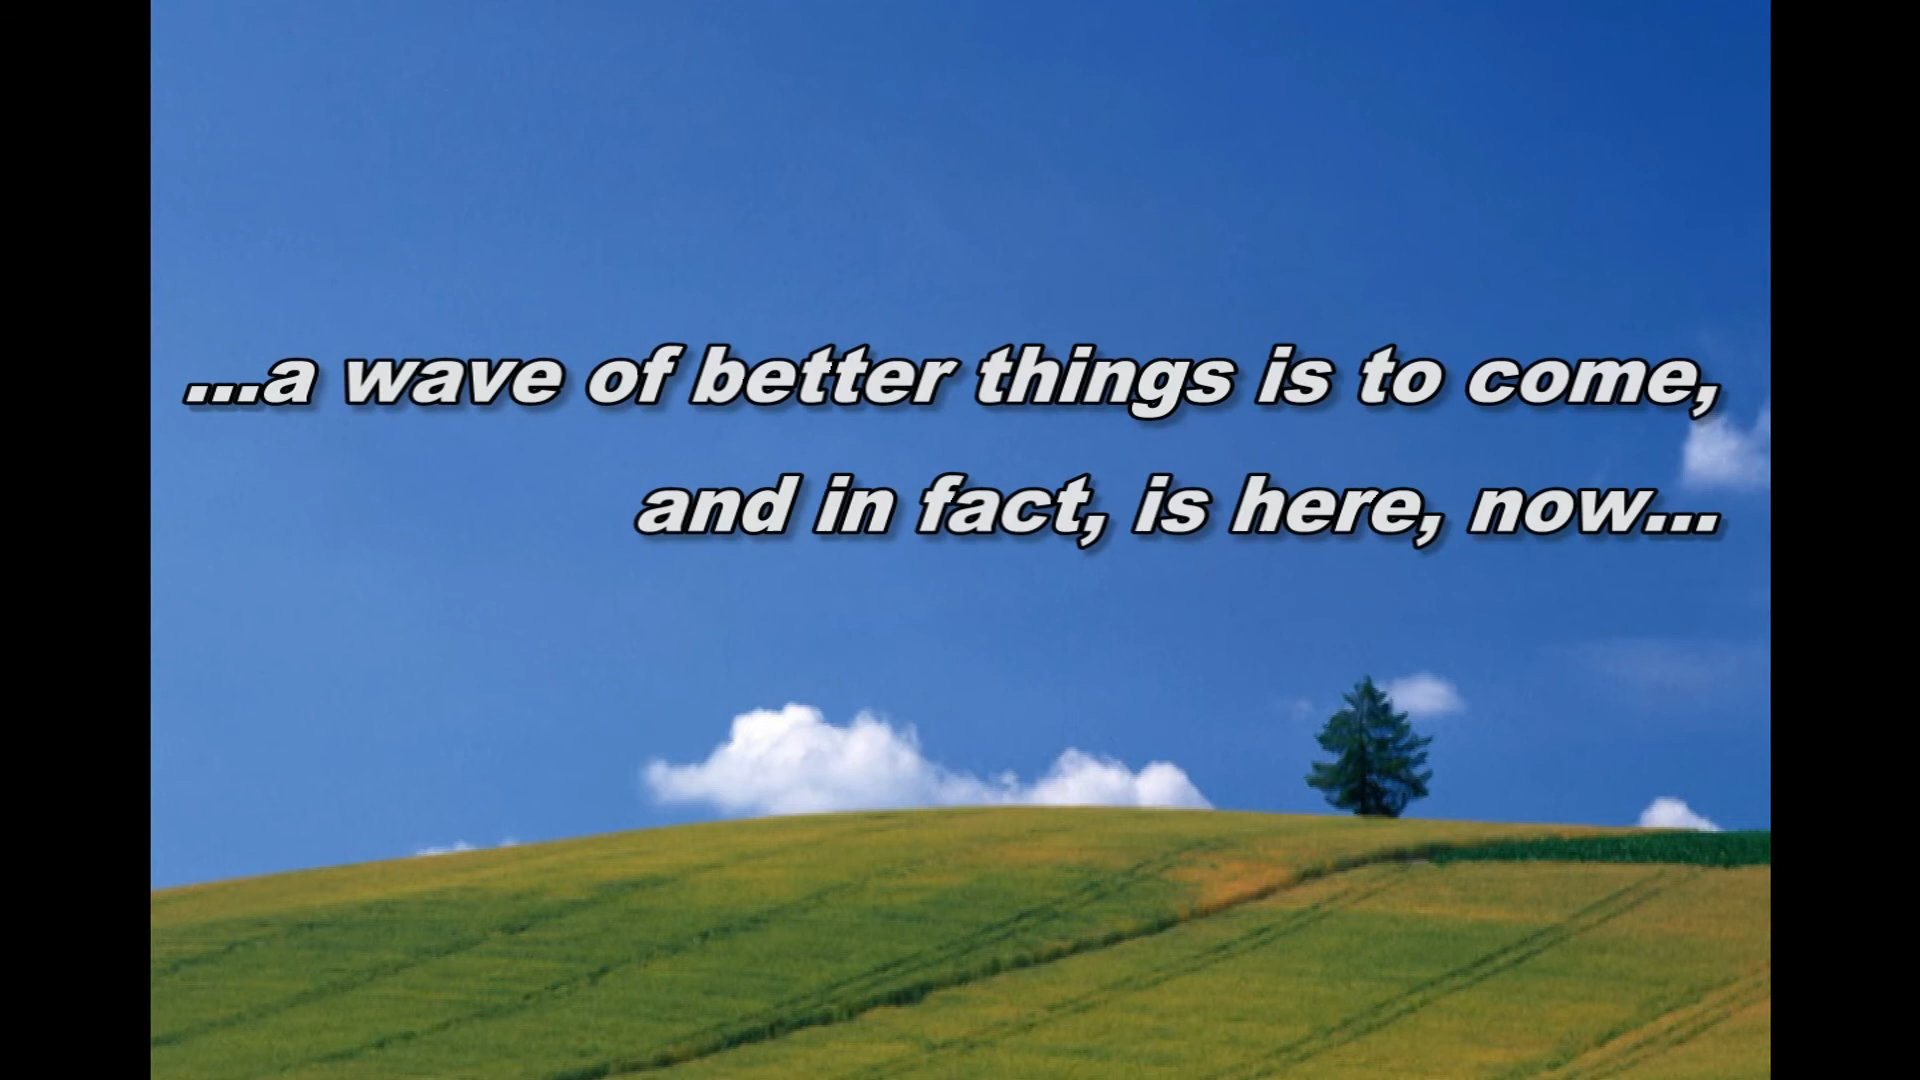 ...a wave of better things is to come,
and in fact, is here, now...